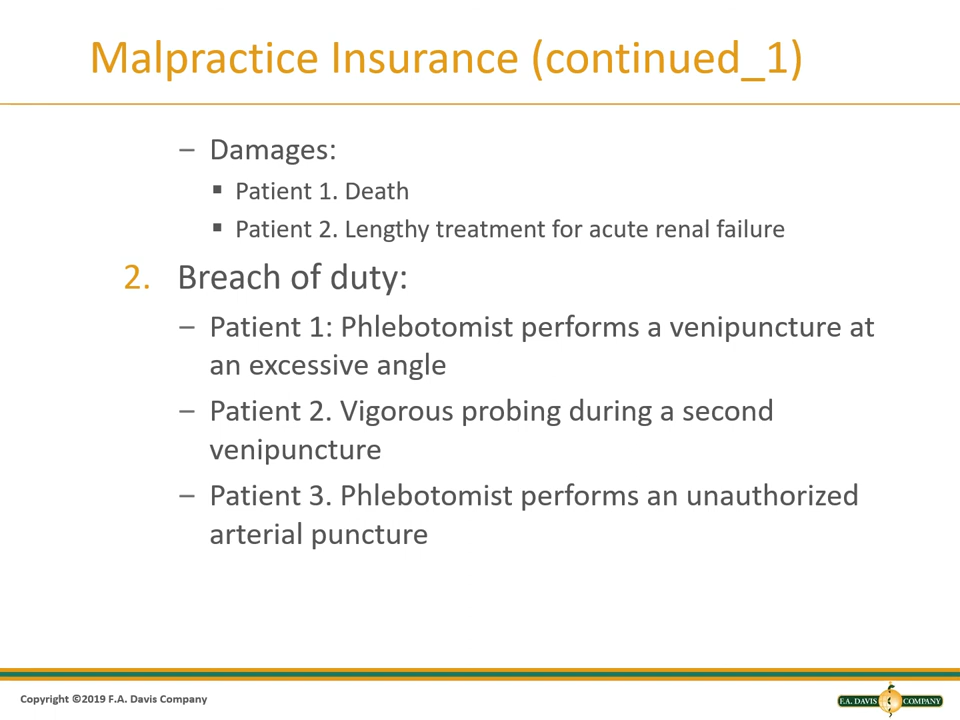 Malpractice Insurance (continued_1)
– Damages:
▪ Patient 1. Death
▪ Patient 2. Lengthy treatment for acute renal failure
2. Breach of duty:
– Patient 1: Phlebotomist performs a venipuncture at
an excessive angle
– Patient 2. Vigorous probing during a second
venipuncture
– Patient 3. Phlebotomist performs an unauthorized
arterial puncture
Copyright ©2019 F.A. Davis Company
F.A. DAVIS COMPANY